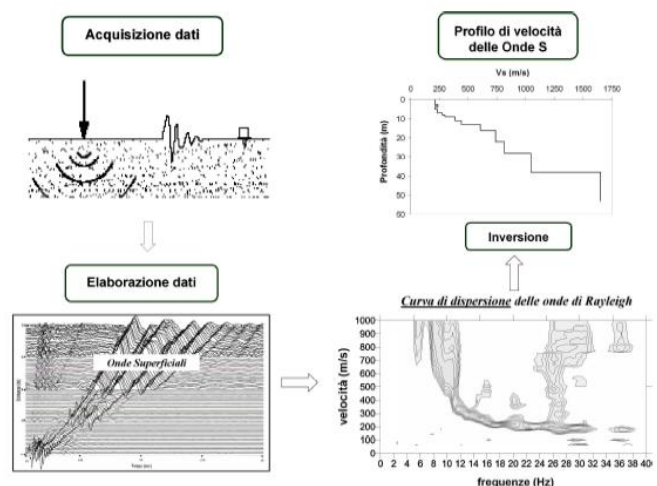 Acquisizione dati
Profilo di velocità
delle Onde S
Vs (m/s)
0 250 500 750 1000 1250 1500 1750
Profondità (m)
0
10
20
30
40
50
60
Elaborazione dati
Inversione
Onde Superficiali
Curva di dispersione delle onde di Rayleigh
velocità (m/s)
1000
900
800
700
600
500
400
300
200
100
0
0 2 4 6 8 10 12 14 16 18 20 22 24 26 28 30 32 34 36 38 40
frequenze (Hz)